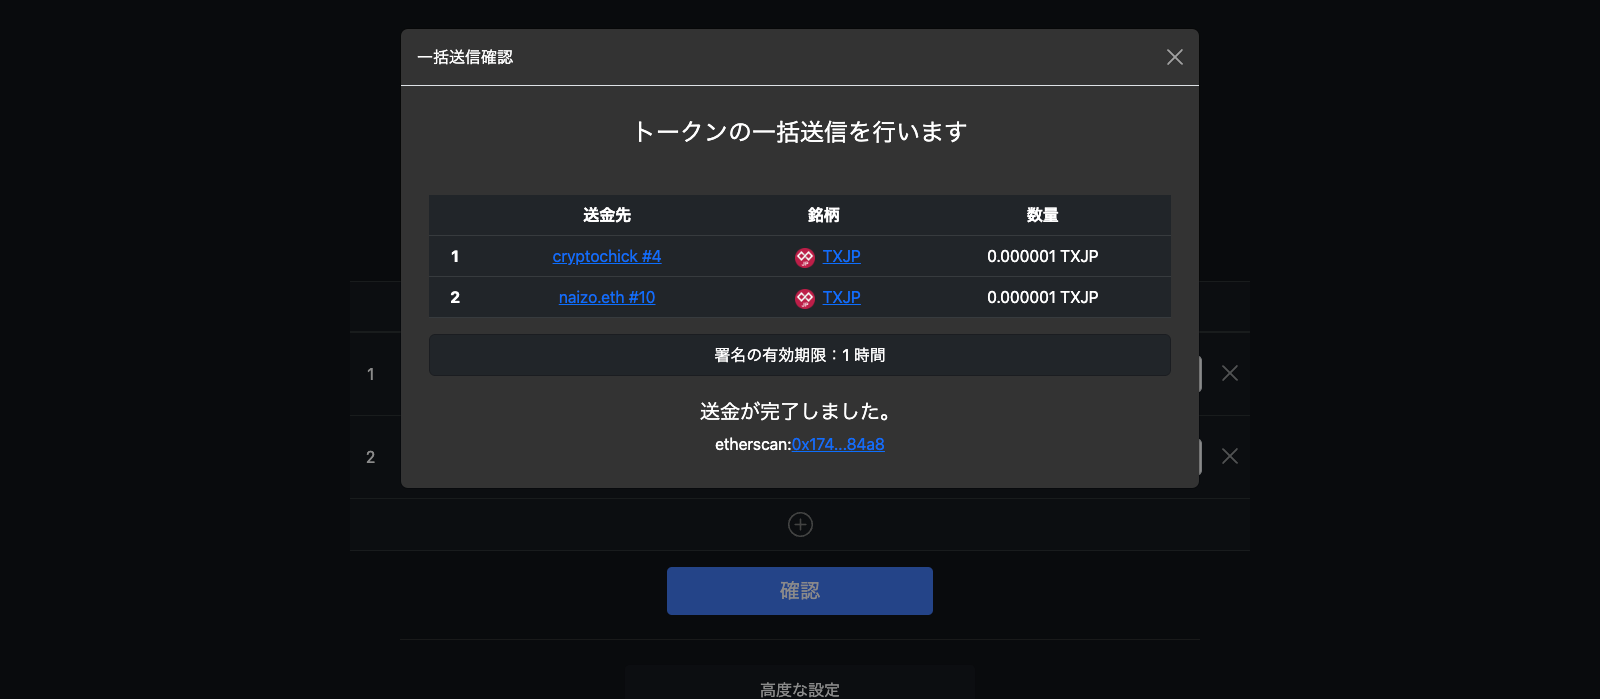 一括送信確認
トークンの一括送信を行います
送金先 銘柄 数量
1 cryptochick #4 TXJP 0.000001 TXJP
2 naizo.eth #10 TXJP 0.000001 TXJP
署名の有効期限：1 時間
送金が完了しました。
etherscan:0x174...84a8
1
2
確認
高度な設定